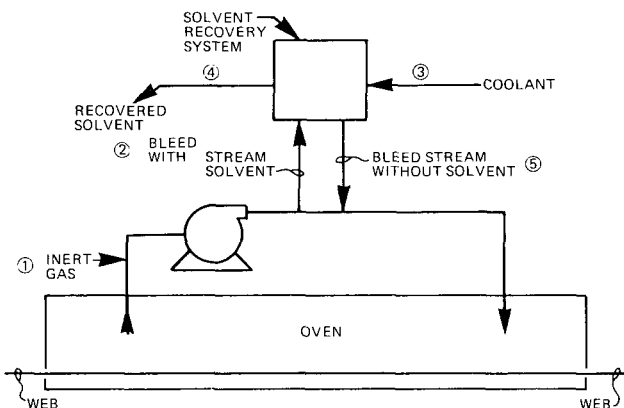 SOLVENT
RECOVERY
SYSTEM
④
③
COOLANT
RECOVERED
SOLVENT
② BLEED STREAM
WITH SOLVENT
BLEED STREAM
WITHOUT SOLVENT ⑤
① INERT
GAS
OVEN
WEB
WEB